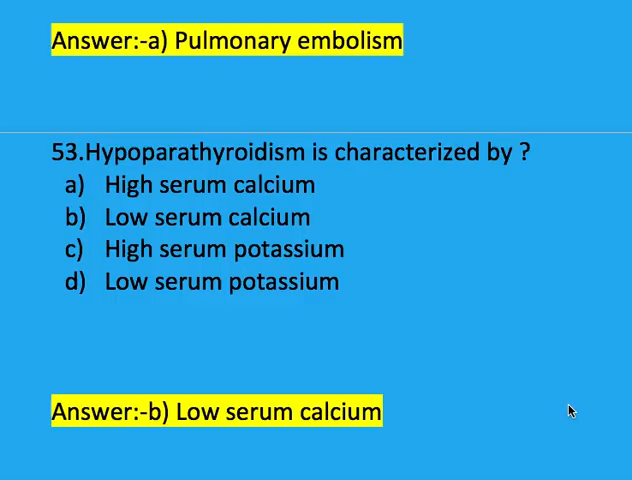 Answer:-a) Pulmonary embolism
53.Hypoparathyroidism is characterized by ?
a) High serum calcium
b) Low serum calcium
c) High serum potassium
d) Low serum potassium
Answer:-b) Low serum calcium